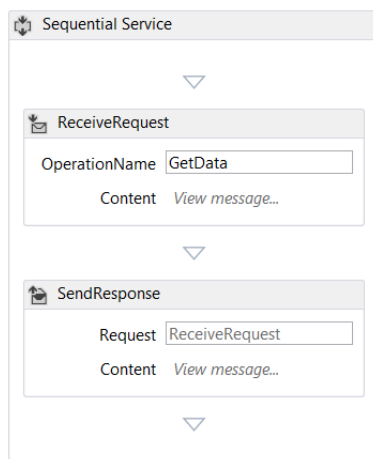 Sequential Service
ReceiveRequest
OperationName GetData
Content View message...
SendResponse
Request ReceiveRequest
Content View message...